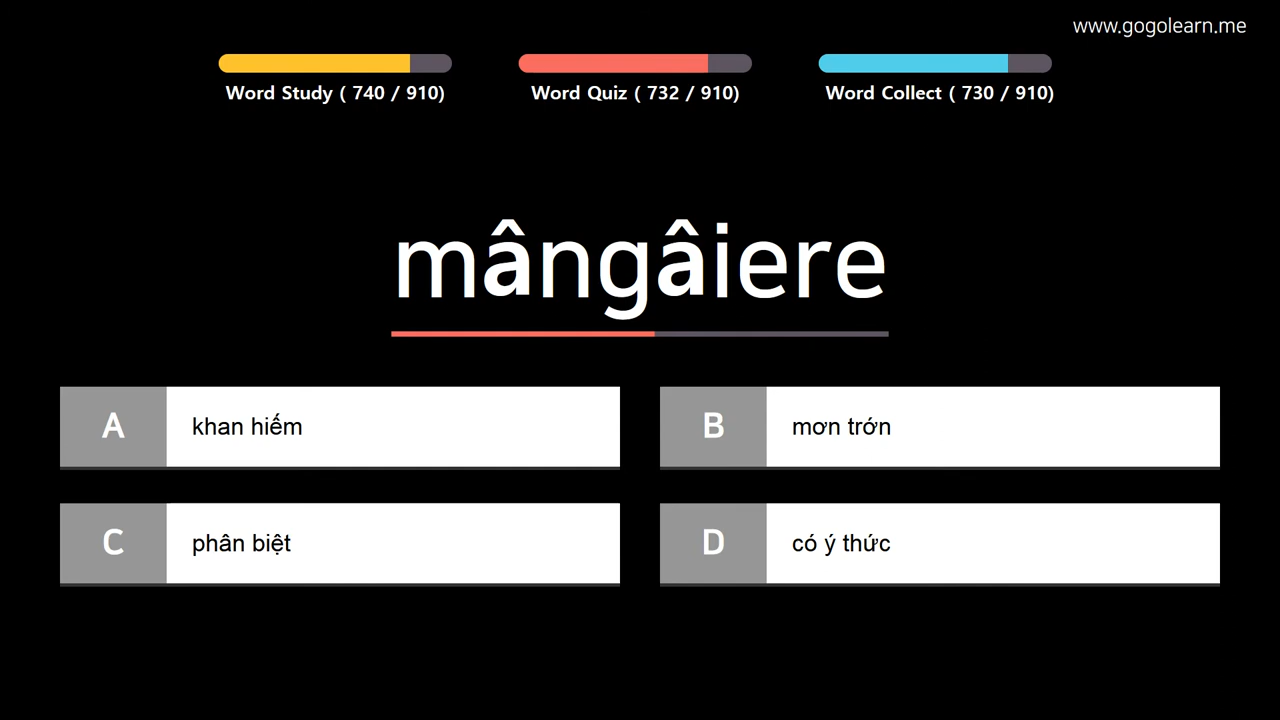 www.gogolearn.me
Word Study ( 740 / 910)
Word Quiz ( 732 / 910)
Word Collect ( 730 / 910)
mângâiere
A khan hiếm
B mơn trớn
C phân biệt
D có ý thức